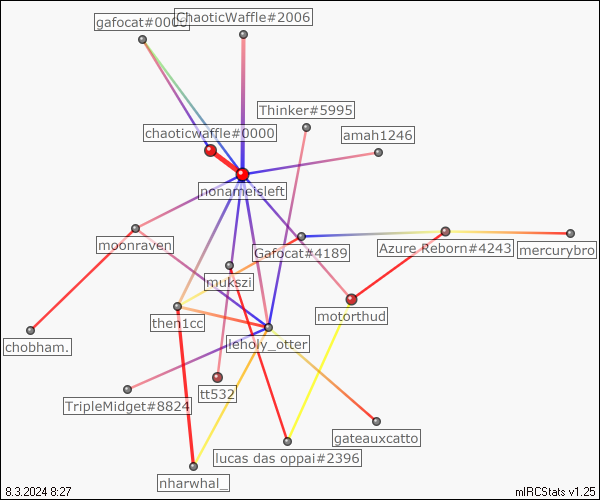 ChaoticWaffle#2006
gafocat#0000
Thinker#5995
chaoticwaffle#0000
amah1246
nonameisleft
moonraven
Gafocat#4189
Azure Reborn#4243
mercurybro
mukszi
then1cc
motorthud
chobham.
leholy_otter
tt532
TripleMidget#8824
gateauxcatto
lucas das oppai#2396
nharwhal_
8.3.2024 8:27
mIRCStats v1.25